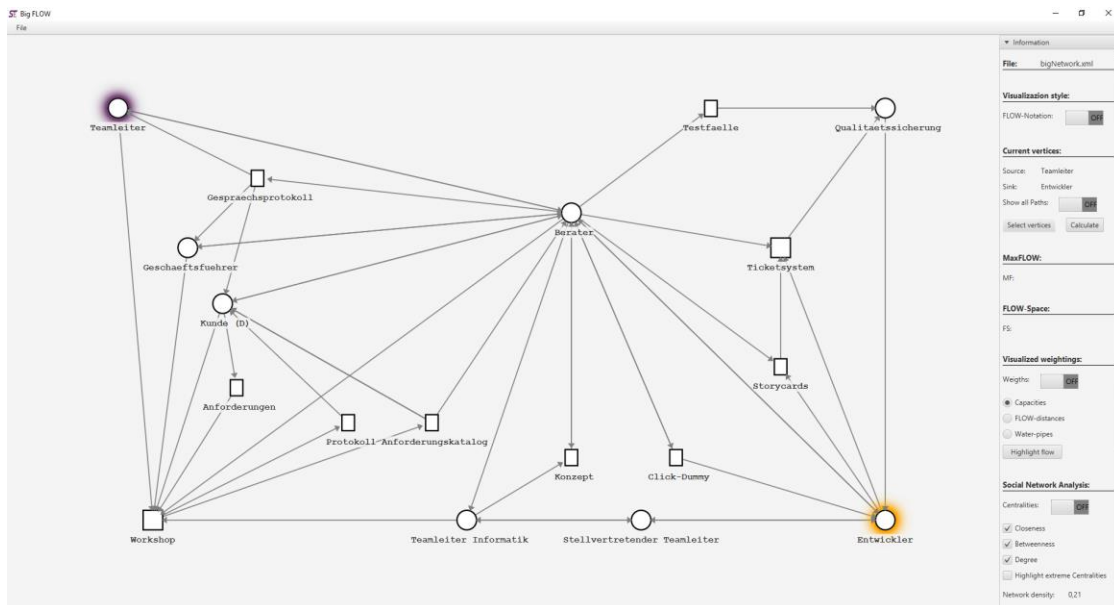 Big FLOW
File
Teamleiter
Testfaelle
Qualitaetssicherung
Gespraechsprotokoll
Berater
Geschaeftsfuehrer
Ticketsystem
Kunde (D)
Storycards
Anforderungen
Protokoll
Anforderungskatalog
Konzept
Click-Dummy
Workshop
Teamleiter Informatik
Stellvertretender Teamleiter
Entwickler
Information
File: bigNetwork.xml
Visualizazion style:
FLOW-Notation: OFF
Current vertices:
Source: Teamleiter
Sink: Entwickler
Show all Paths: OFF
Select vertices Calculate
MaxFLOW:
MF:
FLOW-Space:
FS:
Visualized weightings:
Weigths: OFF
Capacities
FLOW-distances
Water-pipes
Highlight flow
Social Network Analysis:
Centralities: OFF
Closeness
Betweenness
Degree
Highlight extreme Centralities
Network density: 0,21